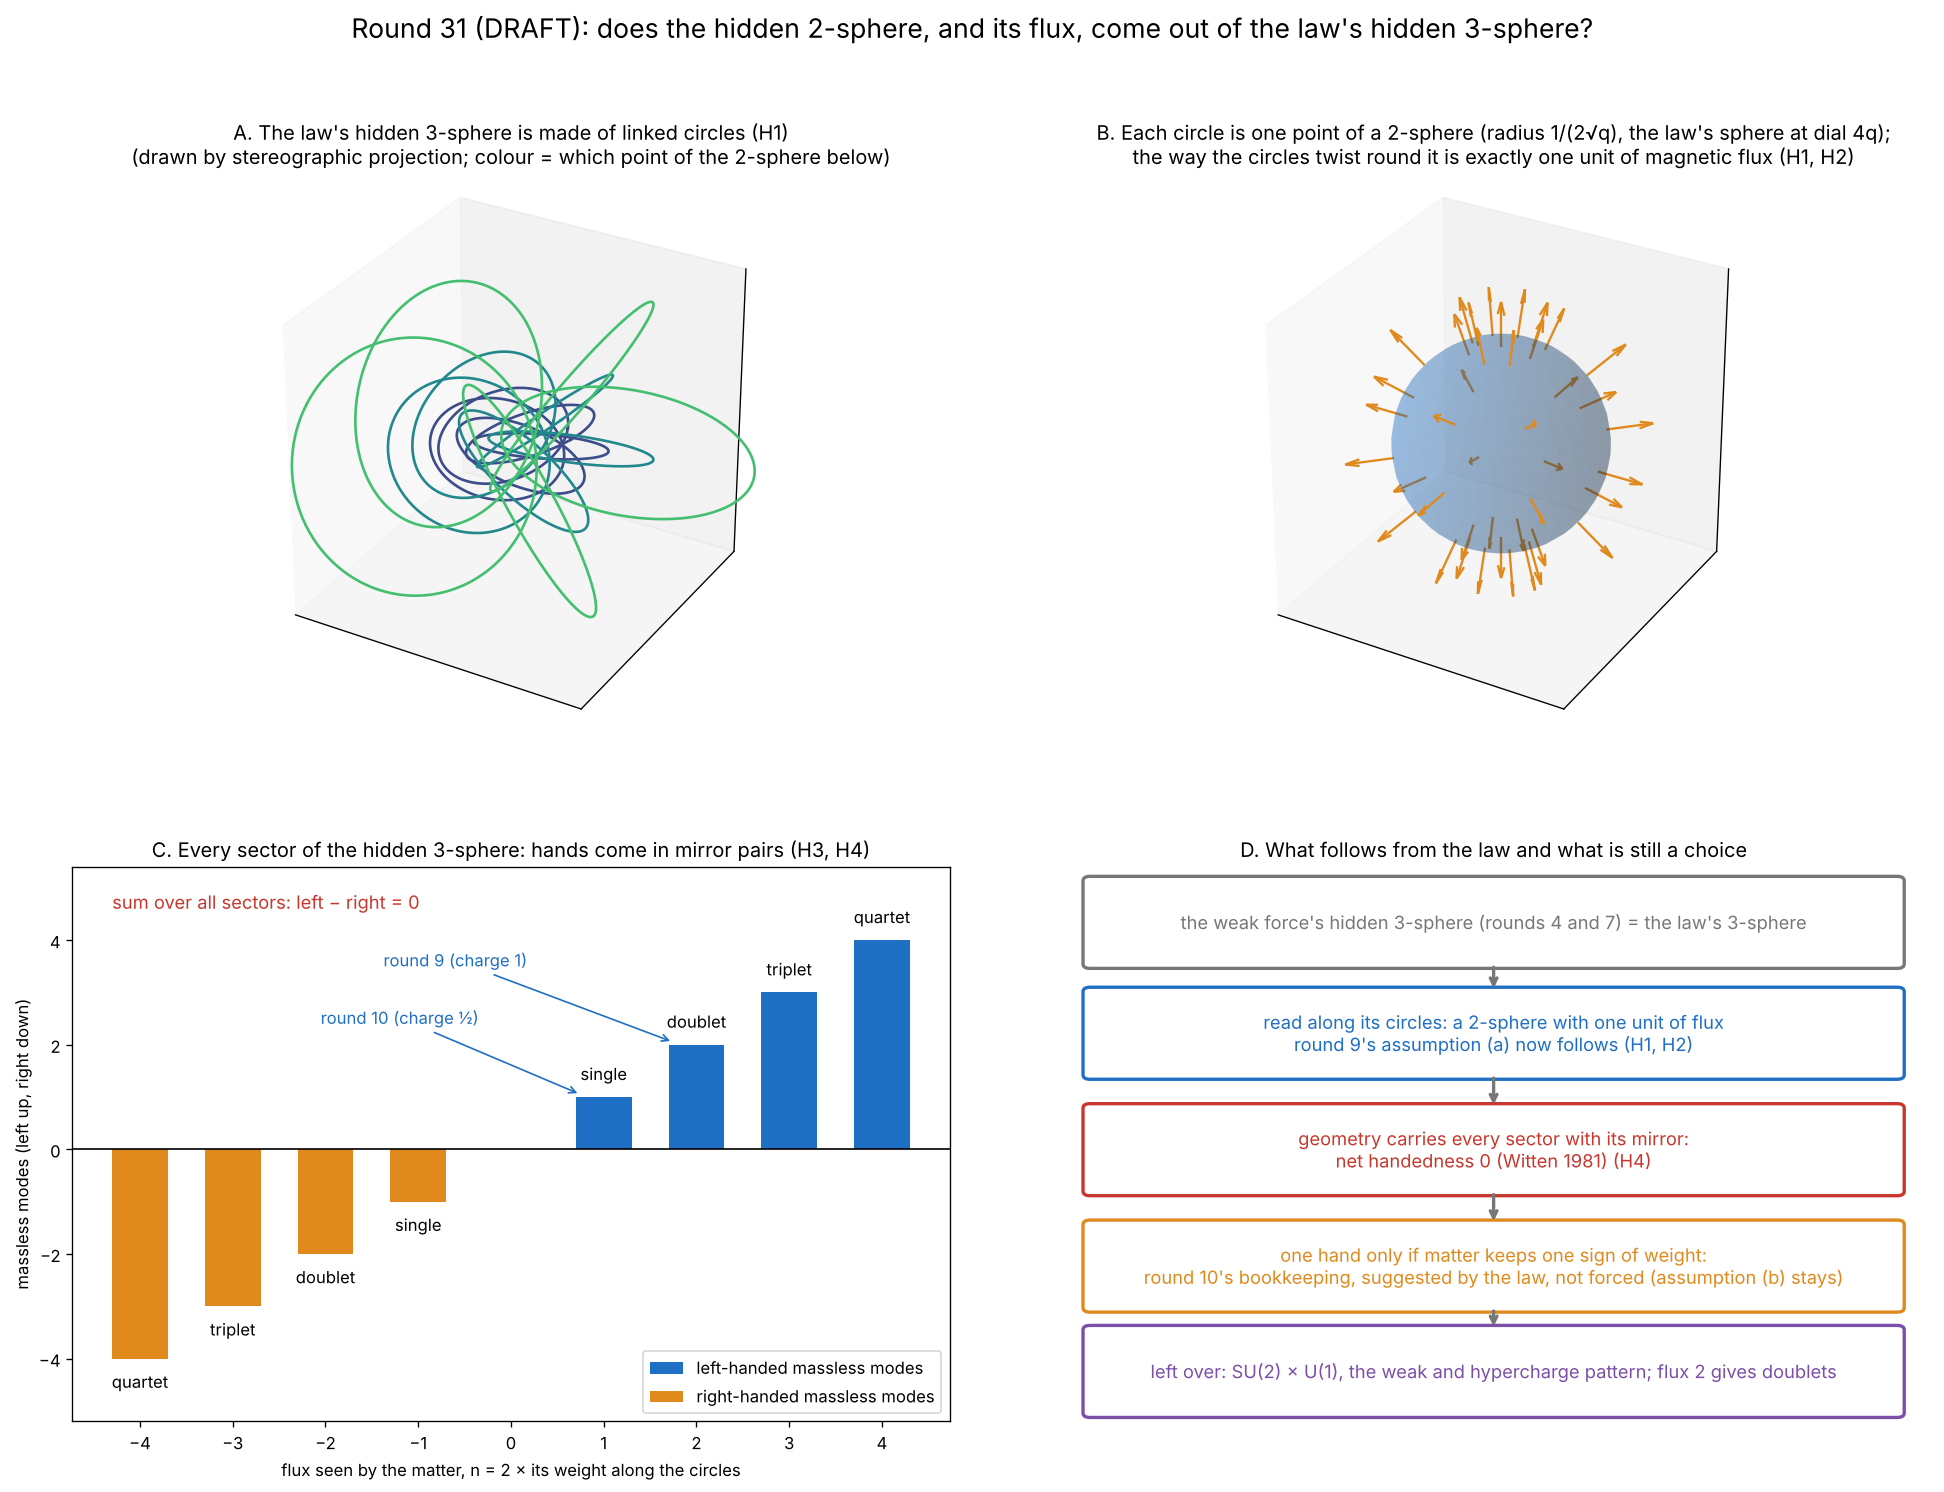 Round 31 (DRAFT): does the hidden 2-sphere, and its flux, come out of the law's hidden 3-sphere?
A. The law's hidden 3-sphere is made of linked circles (H1)
(drawn by stereographic projection; colour = which point of the 2-sphere below)
B. Each circle is one point of a 2-sphere (radius 1/(2√q), the law's sphere at dial 4q);
the way the circles twist round it is exactly one unit of magnetic flux (H1, H2)
C. Every sector of the hidden 3-sphere: hands come in mirror pairs (H3, H4)
sum over all sectors: left − right = 0
round 9 (charge 1)
round 10 (charge ½)
quartet
triplet
doublet
single
single
doublet
triplet
quartet
massless modes (left up, right down)
4
2
0
−2
−4
left-handed massless modes
right-handed massless modes
−4 −3 −2 −1 0 1 2 3 4
flux seen by the matter, n = 2 × its weight along the circles
D. What follows from the law and what is still a choice
the weak force's hidden 3-sphere (rounds 4 and 7) = the law's 3-sphere
read along its circles: a 2-sphere with one unit of flux
round 9's assumption (a) now follows (H1, H2)
geometry carries every sector with its mirror:
net handedness 0 (Witten 1981) (H4)
one hand only if matter keeps one sign of weight:
round 10's bookkeeping, suggested by the law, not forced (assumption (b) stays)
left over: SU(2) × U(1), the weak and hypercharge pattern; flux 2 gives doublets